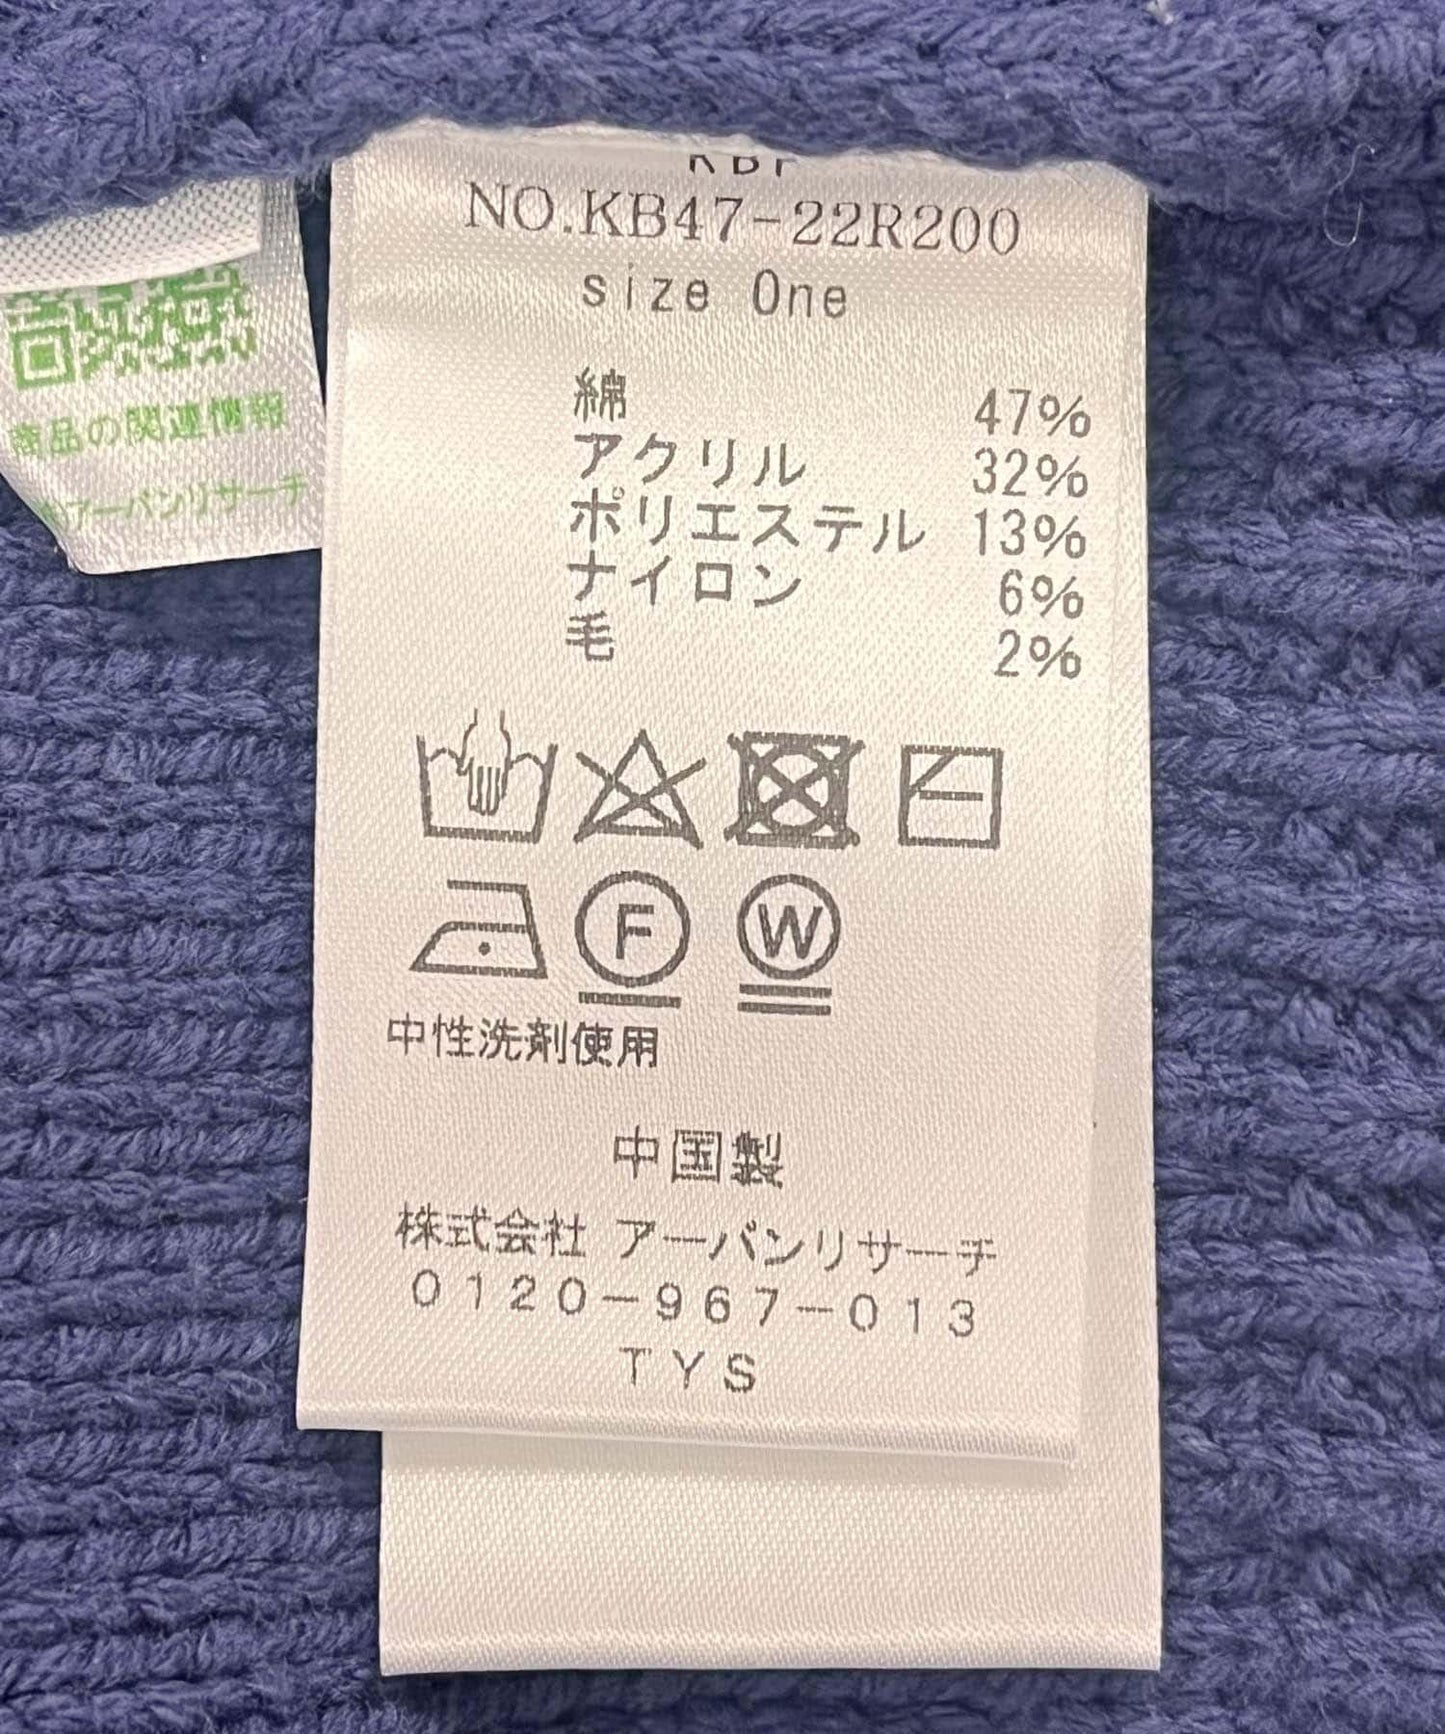 KBF
NO.KB47-22R200
size One
綿 47%
アクリル 32%
ポリエステル 13%
ナイロン 6%
毛 2%
F
W
中性洗剤使用
中国製
株式会社 アーバンリサーチ
0120-967-013
TYS
商品の関連情報
アーバンリサーチ